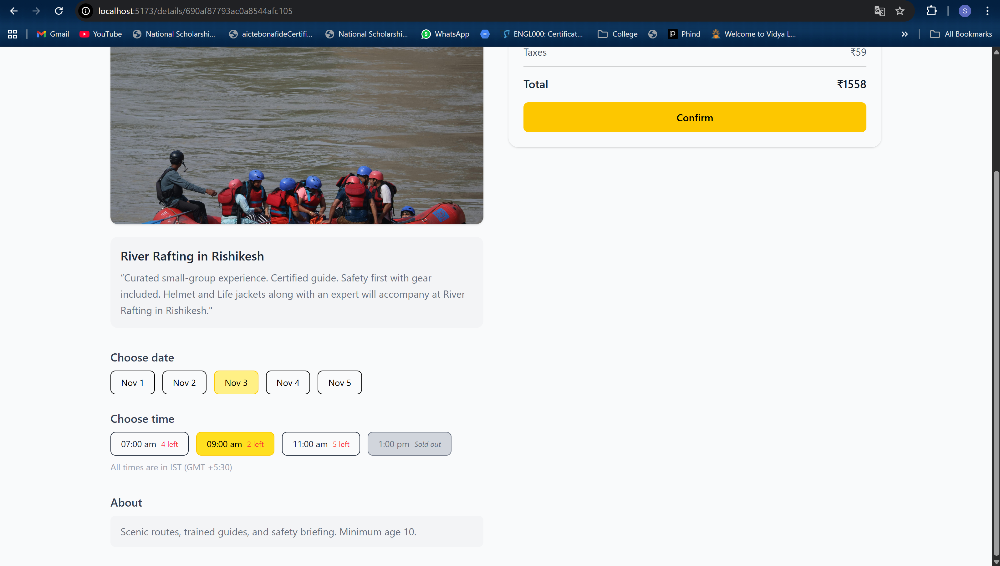 localhost:5173/details/690af87793ac0a8544afc105
S
Gmail
YouTube
National Scholarshi...
aictebonafideCertifi...
National Scholarshi...
9
WhatsApp
ENGL000: Certificat...
College
Phind
Welcome to Vidya L...
All Bookmarks
Taxes ₹59
Total ₹1558
Confirm
River Rafting in Rishikesh
“Curated small-group experience. Certified guide. Safety first with gear
included. Helmet and Life jackets along with an expert will accompany at River
Rafting in Rishikesh."
Choose date
Nov 1 Nov 2 Nov 3 Nov 4 Nov 5
Choose time
07:00 am 4 left 09:00 am 2 left 11:00 am 5 left 1:00 pm Sold out
All times are in IST (GMT +5:30)
About
Scenic routes, trained guides, and safety briefing. Minimum age 10.